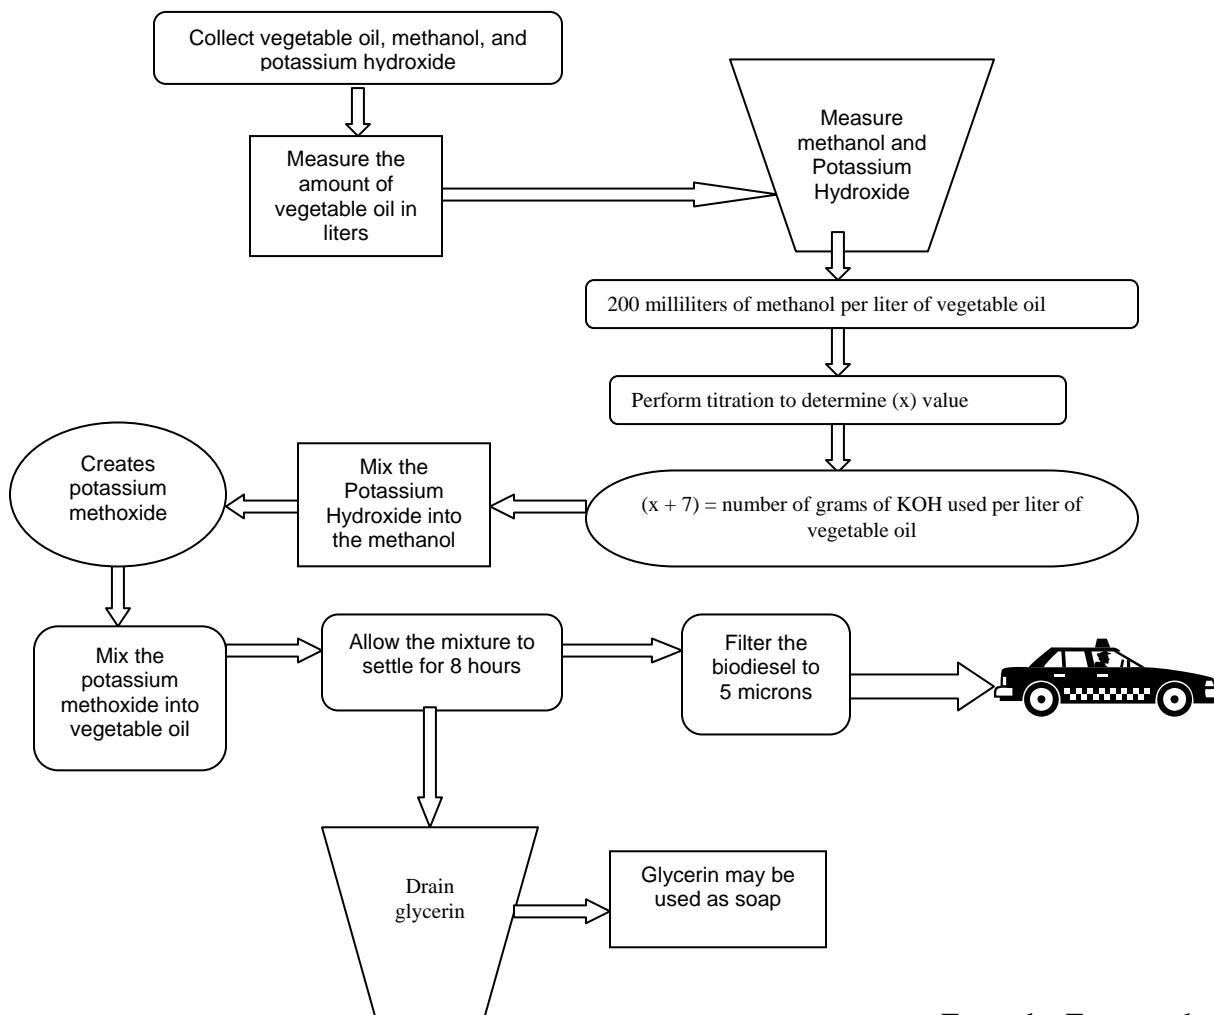 Collect vegetable oil, methanol, and
potassium hydroxide
Measure the
amount of
vegetable oil in
liters
Measure
methanol and
Potassium
Hydroxide
200 milliliters of methanol per liter of vegetable oil
Perform titration to determine (x) value
(x + 7) = number of grams of KOH used per liter of
vegetable oil
Mix the
Potassium
Hydroxide into
the methanol
Creates
potassium
methoxide
Mix the
potassium
methoxide into
vegetable oil
Allow the mixture to
settle for 8 hours
Filter the
biodiesel to
5 microns
Drain
glycerin
Glycerin may be
used as soap